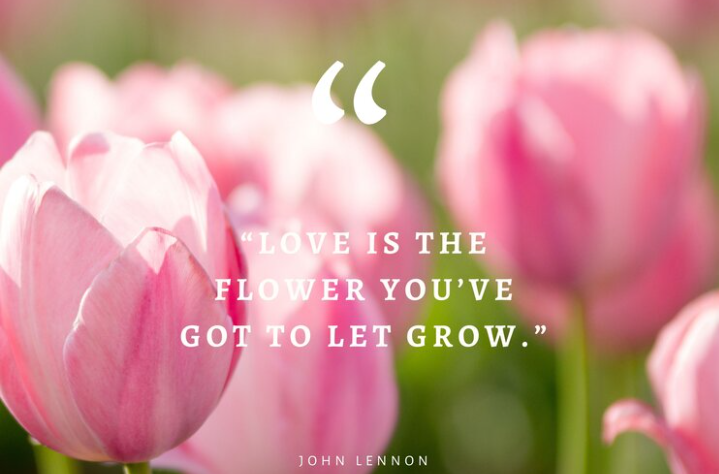 “
“LOVE IS THE
FLOWER YOU’VE
GOT TO LET GROW.”
JOHN LENNON